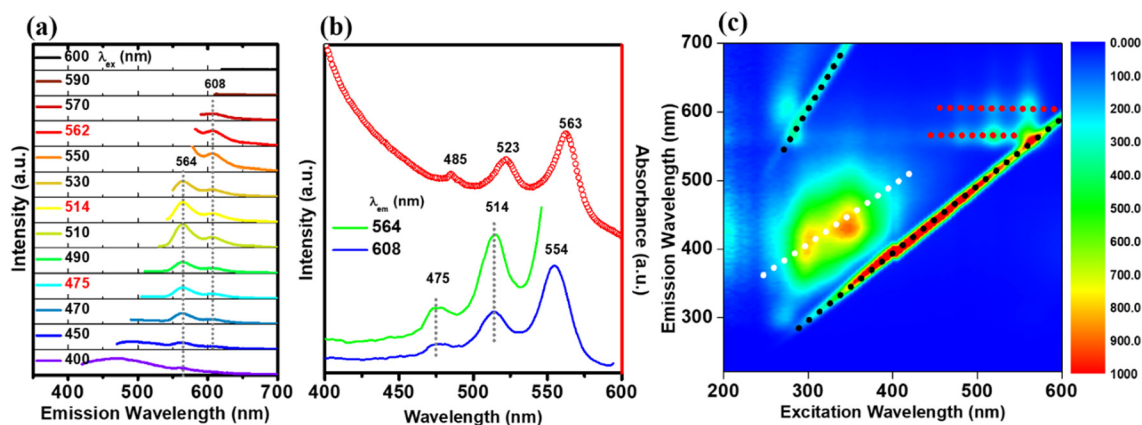 (a)
600 λex (nm)
590
608
570
562
550
564
530
514
510
490
475
470
450
400
350 400 450 500 550 600 700
Emission Wavelength (nm)
Intensity (a.u.)
(b)
563
523
485
λem (nm)
564
608
514
554
475
400 450 500 550 600
Wavelength (nm)
Intensity (a.u.)
Absorbance (a.u.)
(c)
700
600
500
400
300
200 300 400 500 600
Excitation Wavelength (nm)
Emission Wavelength (nm)
0.000
100.0
200.0
300.0
400.0
500.0
600.0
700.0
800.0
900.0
1000